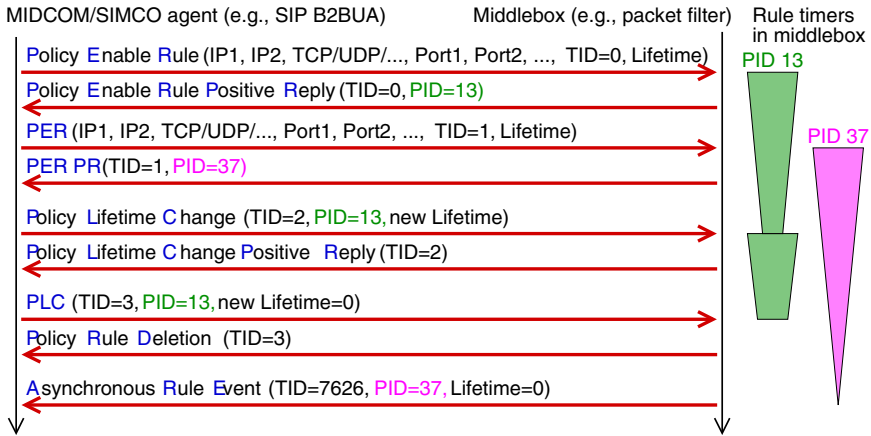 MIDCOM/SIMCO agent (e.g., SIP B2BUA)
Middlebox (e.g., packet filter)
Rule timers
in middlebox
Policy Enable Rule (IP1, IP2, TCP/UDP/..., Port1, Port2, ..., TID=0, Lifetime)
PID 13
Policy Enable Rule Positive Reply (TID=0, PID=13)
PER (IP1, IP2, TCP/UDP/..., Port1, Port2, ..., TID=1, Lifetime)
PID 37
PER PR(TID=1, PID=37)
Policy Lifetime Change (TID=2, PID=13, new Lifetime)
Policy Lifetime Change Positive Reply (TID=2)
PLC (TID=3, PID=13, new Lifetime=0)
Policy Rule Deletion (TID=3)
Asynchronous Rule Event (TID=7626, PID=37, Lifetime=0)